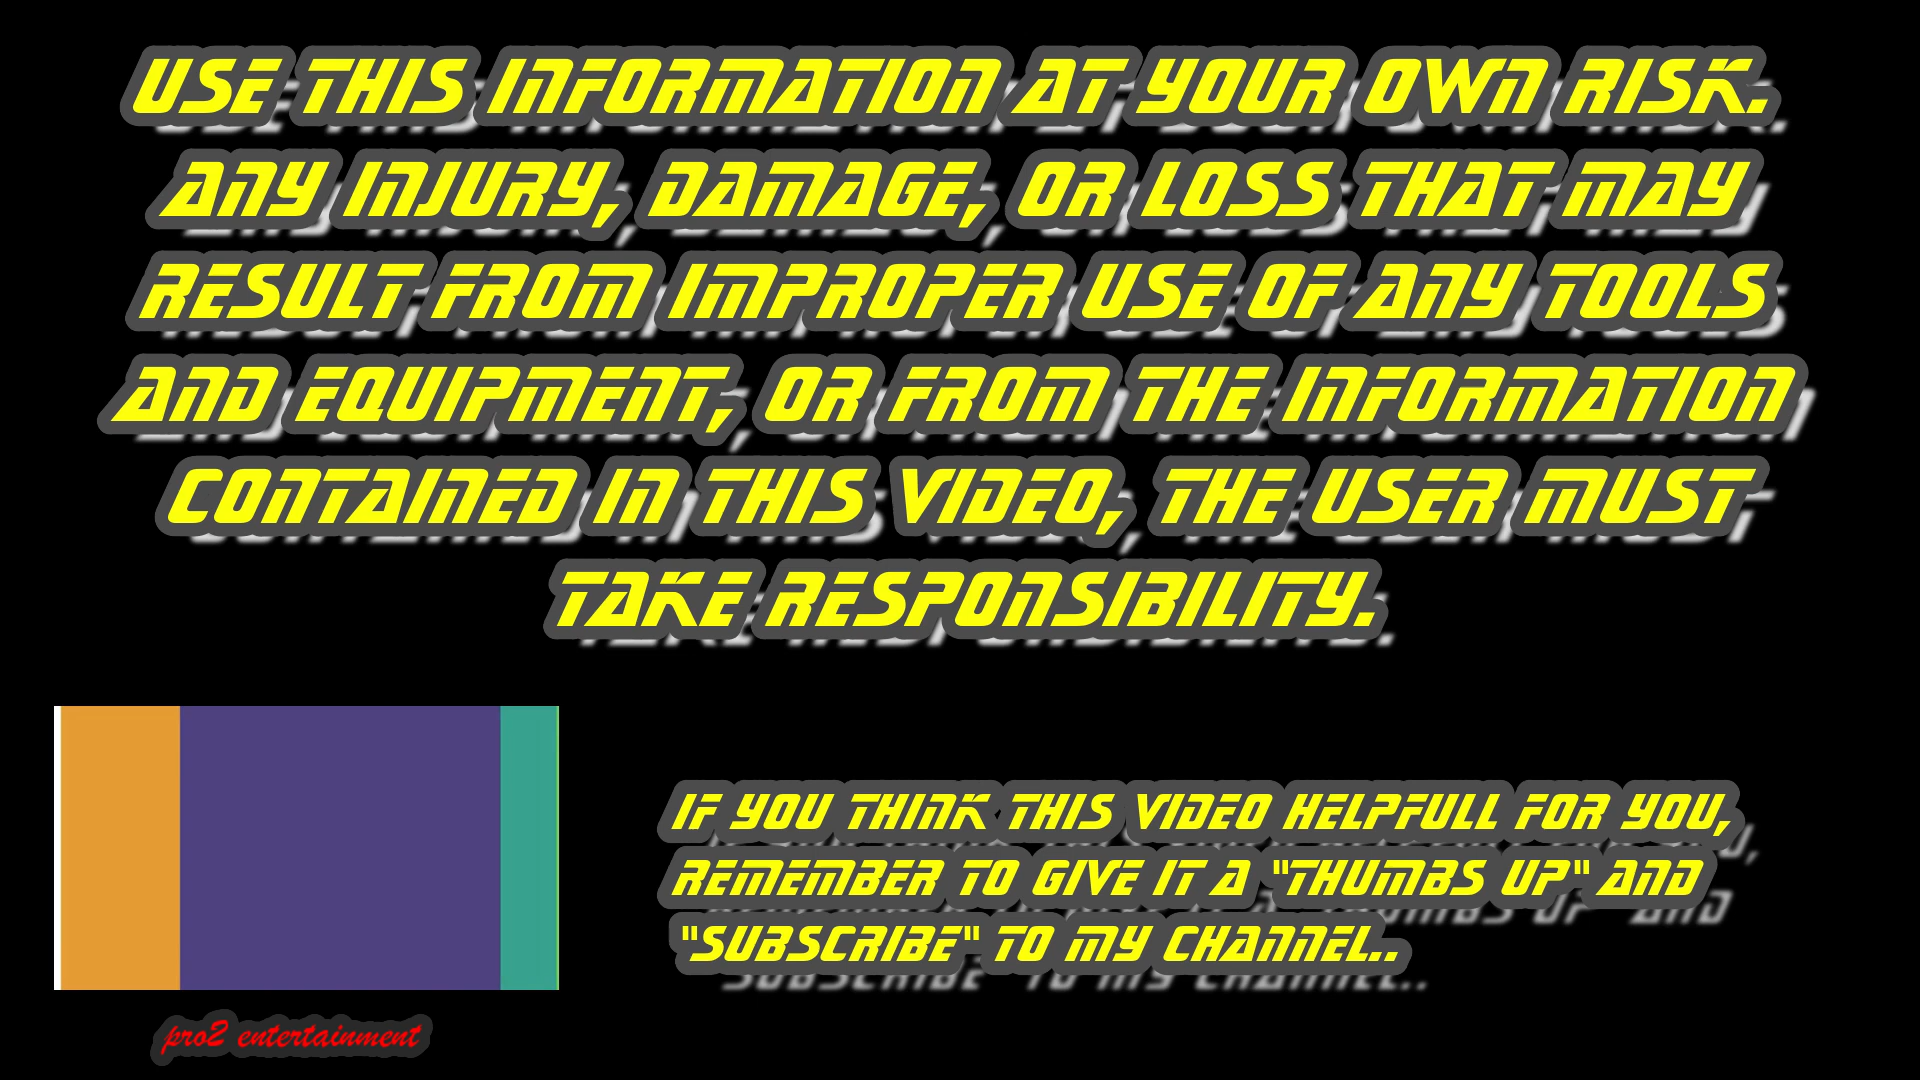 USE THIS INFORMATION AT YOUR OWN RISK.
ANY INJURY, DAMAGE, OR LOSS THAT MAY
RESULT FROM IMPROPER USE OF ANY TOOLS
AND EQUIPMENT, OR FROM THE INFORMATION
CONTAINED IN THIS VIDEO, THE USER MUST
TAKE RESPONSIBILITY.
IF YOU THINK THIS VIDEO HELPFULL FOR YOU,
REMEMBER TO GIVE IT A "THUMBS UP" AND
"SUBSCRIBE" TO MY CHANNEL..
pro2 entertainment